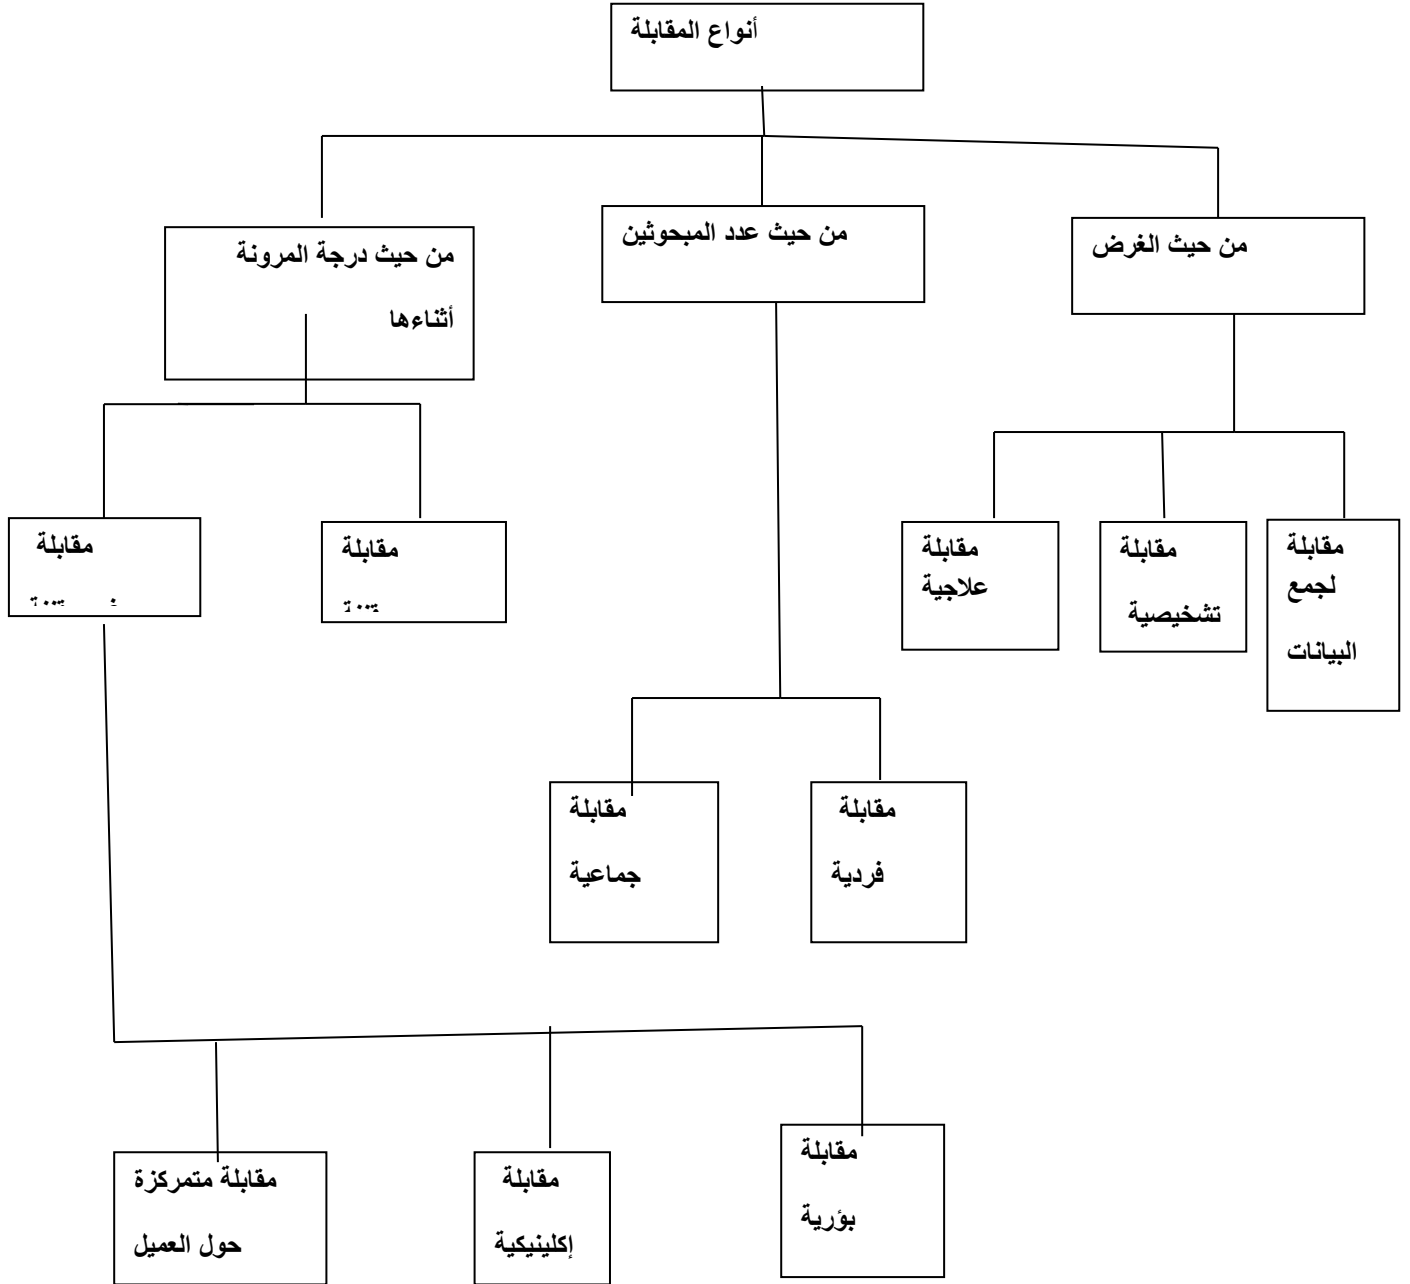 أنواع المقابلة
من حيث الغرض
من حيث عدد المبحوثين
من حيث درجة المرونة
أثناءها
مقابلة
لجمع
البيانات
مقابلة
تشخيصية
مقابلة
علاجية
مقابلة
مقابلة
مقابلة
فردية
مقابلة
جماعية
مقابلة
بؤرية
مقابلة
إكلينيكية
مقابلة متمركزة
حول العميل